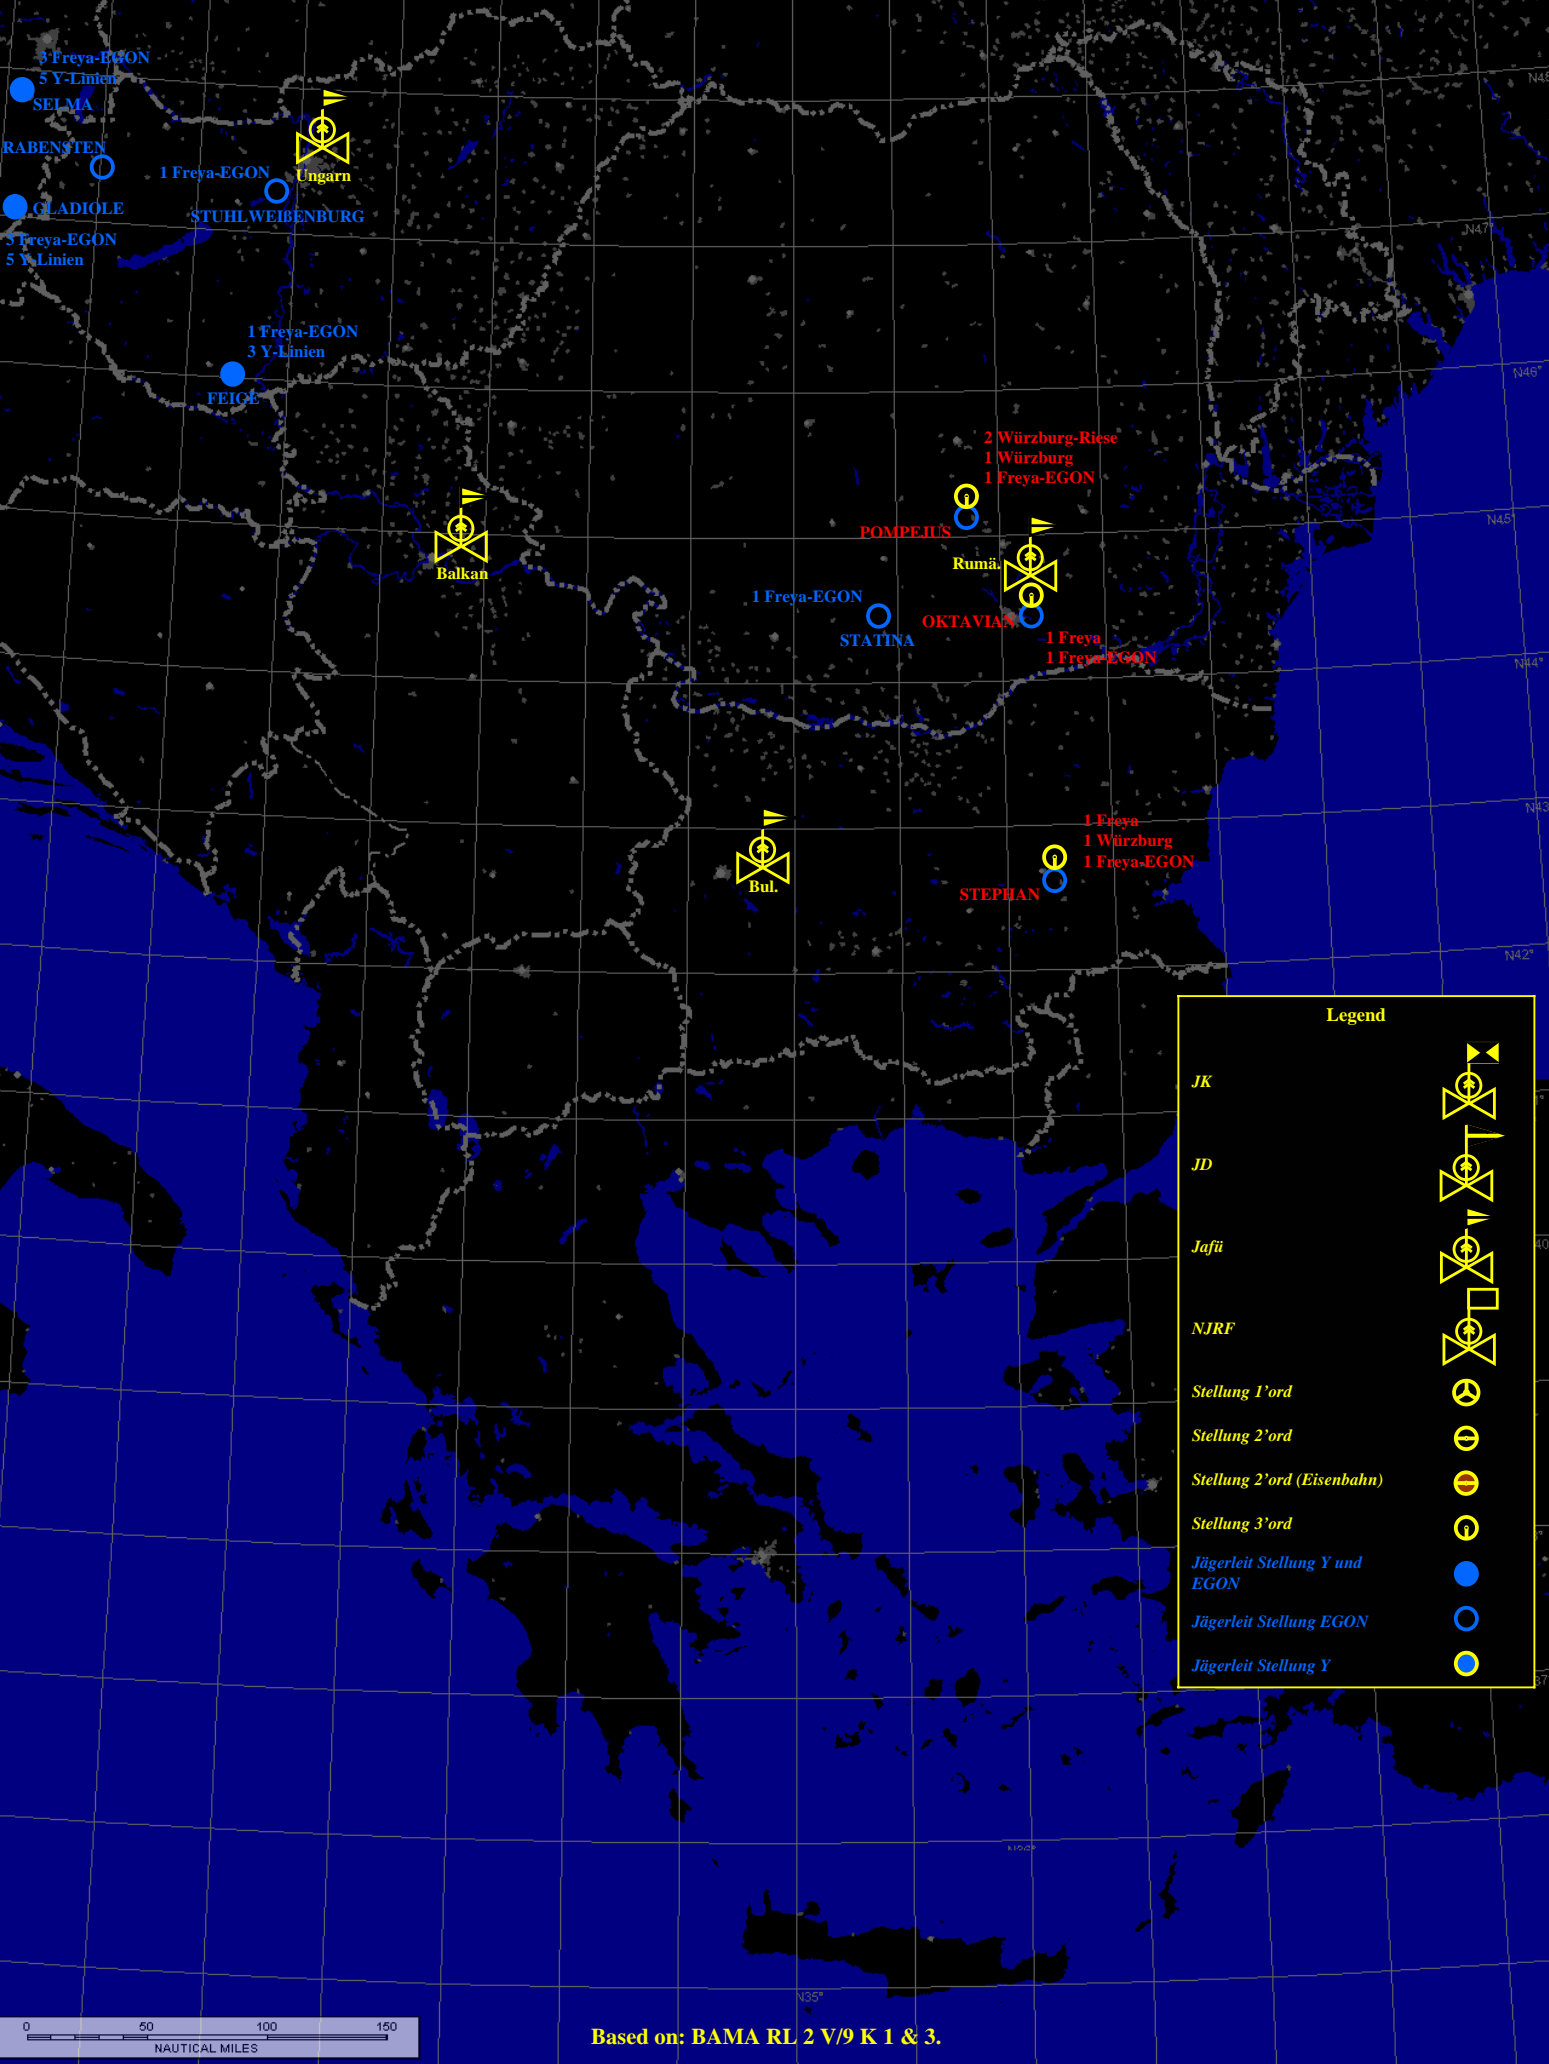 3 Freya-EGON
5 Y-Linien
SELMA
N48
RABENSTEN
1 Freya-EGON
Ungarn
GLADIOLE
STUHLWEIßENBURG
N47°
3 Freya-EGON
5 Y-Linien
1 Freya-EGON
3 Y-Linien
FEIGE
N46°
2 Würzburg-Riese
1 Würzburg
1 Freya-EGON
POMPEJUS
N45°
Balkan
Rumä.
1 Freya-EGON
STATINA
OKTAVIAN
1 Freya
1 Freya-EGON
N44°
N43
1 Freya
1 Würzburg
1 Freya-EGON
Bul.
STEPHAN
N42°
Legend
JK
JD
Jafü
40
NJRF
Stellung 1’ord
Stellung 2’ord
Stellung 2’ord (Eisenbahn)
Stellung 3’ord
Jägerleit Stellung Y und
EGON
Jägerleit Stellung EGON
Jägerleit Stellung Y
37
N36°
N35°
0 50 100 150
NAUTICAL MILES
Based on: BAMA RL 2 V/9 K 1 & 3.